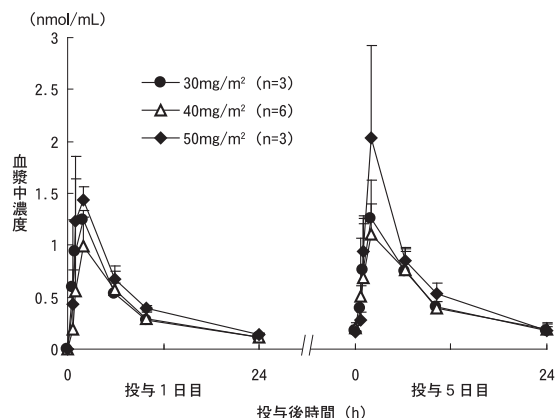 (nmol/mL)
3
2.5
2
1.5
1
0.5
0
血漿中濃度
30mg/m² (n=3)
40mg/m² (n=6)
50mg/m² (n=3)
0 24 0 24
投与1日目 投与5日目
投与後時間 (h)